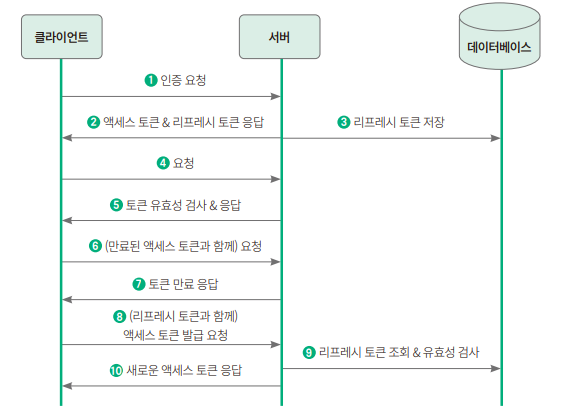 클라이언트
서버
데이터베이스
1 인증 요청
2 액세스 토큰 & 리프레시 토큰 응답
3 리프레시 토큰 저장
4 요청
5 토큰 유효성 검사 & 응답
6 (만료된 액세스 토큰과 함께) 요청
7 토큰 만료 응답
8 (리프레시 토큰과 함께)
액세스 토큰 발급 요청
9 리프레시 토큰 조회 & 유효성 검사
10 새로운 액세스 토큰 응답